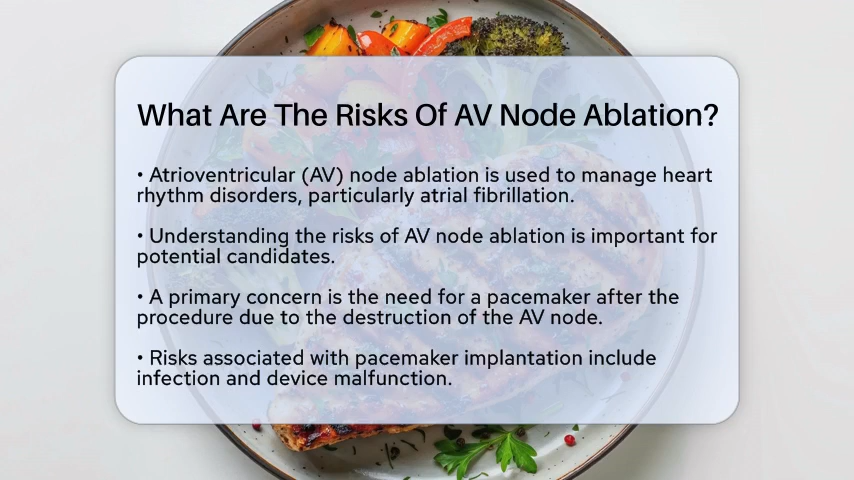 What Are The Risks Of AV Node Ablation?
• Atrioventricular (AV) node ablation is used to manage heart
rhythm disorders, particularly atrial fibrillation.
• Understanding the risks of AV node ablation is important for
potential candidates.
• A primary concern is the need for a pacemaker after the
procedure due to the destruction of the AV node.
• Risks associated with pacemaker implantation include
infection and device malfunction.